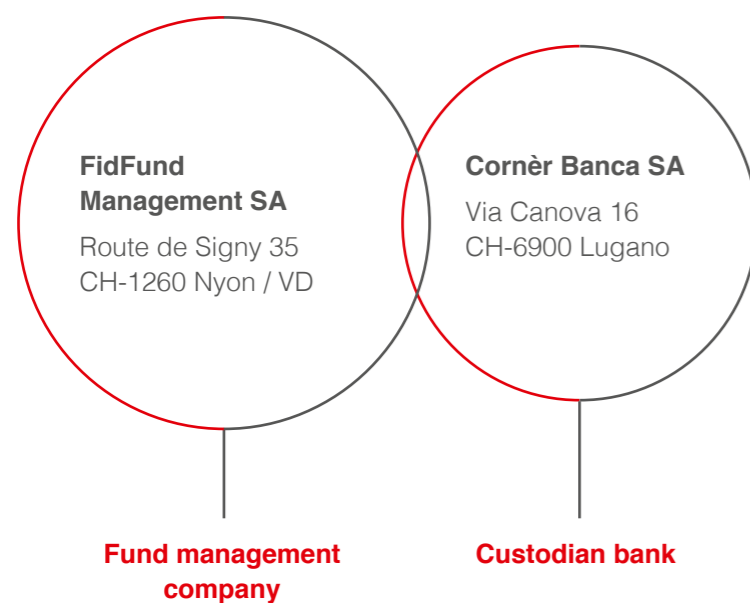 FidFund
Management SA
Route de Signy 35
CH-1260 Nyon / VD
Cornèr Banca SA
Via Canova 16
CH-6900 Lugano
Fund management
company
Custodian bank